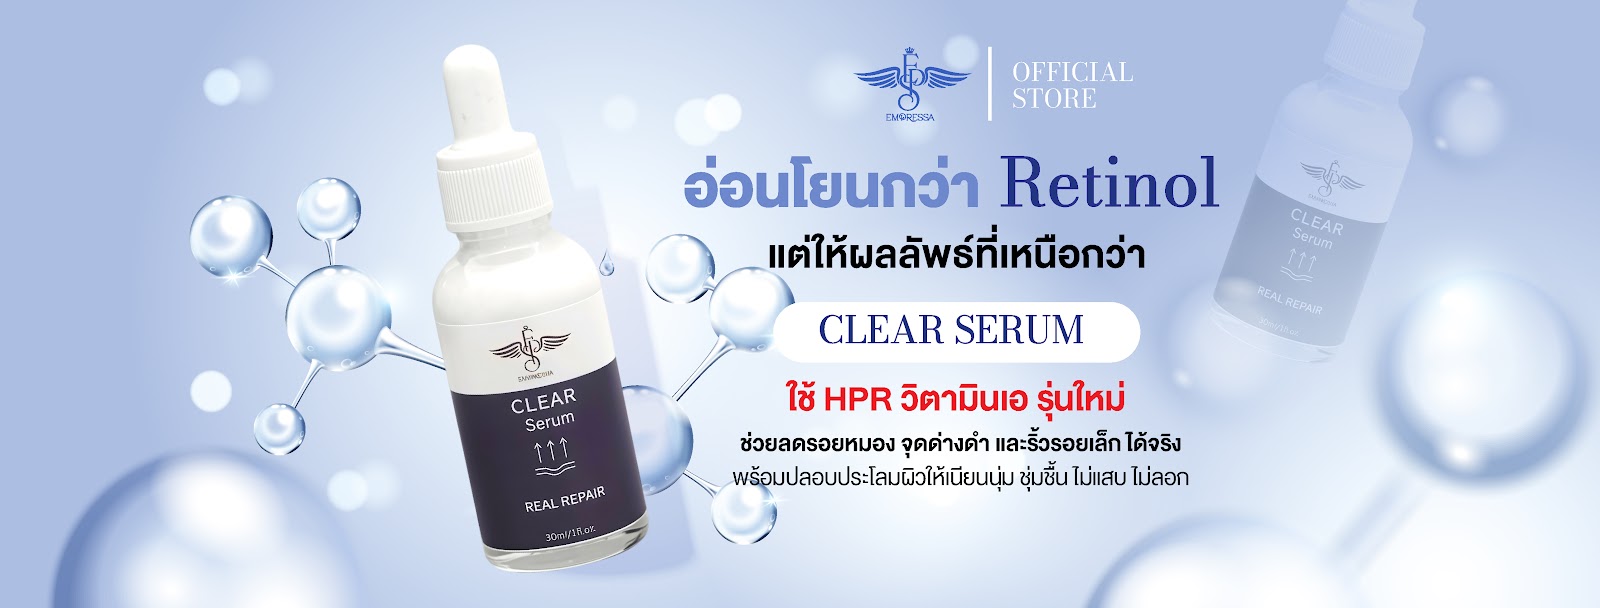 EMPRESSA
OFFICIAL
STORE
อ่อนโยนกว่า Retinol
แต่ให้ผลลัพธ์ที่เหนือกว่า
CLEAR SERUM
ใช้ HPR วิตามินเอ รุ่นใหม่
ช่วยลดรอยหมอง จุดด่างดำ และริ้วรอยเล็ก ได้จริง
พร้อมปลอบประโลมผิวให้เนียนนุ่ม ชุ่มชื้น ไม่แสบ ไม่ลอก
CLEAR
Serum
REAL REPAIR
30ml/1fl.oz.
CLEAR
Serum
REAL REPAIR
30ml/1fl.oz.